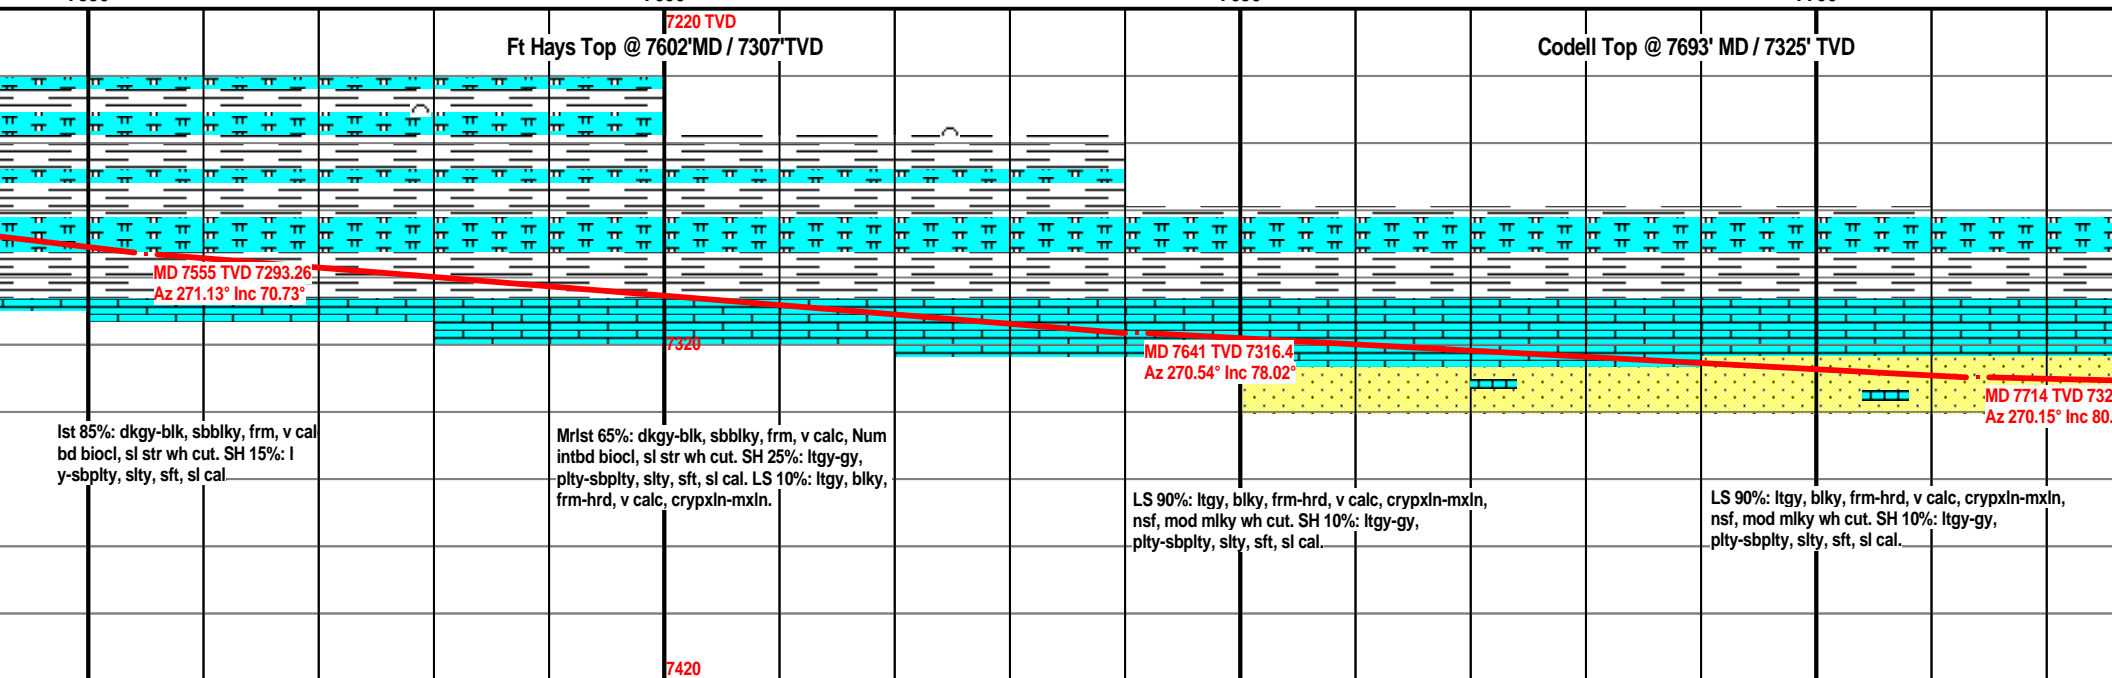 7220 TVD
Ft Hays Top @ 7602'MD / 7307'TVD
Codell Top @ 7693' MD / 7325' TVD
MD 7555 TVD 7293.26
Az 271.13° Inc 70.73°
7320
MD 7641 TVD 7316.4
Az 270.54° Inc 78.02°
MD 7714 TVD 732
Az 270.15° Inc 80.
lst 85%: dkgy-blk, sbblky, frm, v cal
bd biocl, sl str wh cut. SH 15%: l
y-sbplty, slty, sft, sl cal
Mrlst 65%: dkgy-blk, sbblky, frm, v calc, Num
intbd biocl, sl str wh cut. SH 25%: ltgy-gy,
plty-sbplty, slty, sft, sl cal. LS 10%: ltgy, blky,
frm-hrd, v calc, crypxln-mxln.
LS 90%: ltgy, blky, frm-hrd, v calc, crypxln-mxln,
nsf, mod mlky wh cut. SH 10%: ltgy-gy,
plty-sbplty, slty, sft, sl cal.
LS 90%: ltgy, blky, frm-hrd, v calc, crypxln-mxln,
nsf, mod mlky wh cut. SH 10%: ltgy-gy,
plty-sbplty, slty, sft, sl cal.
7420